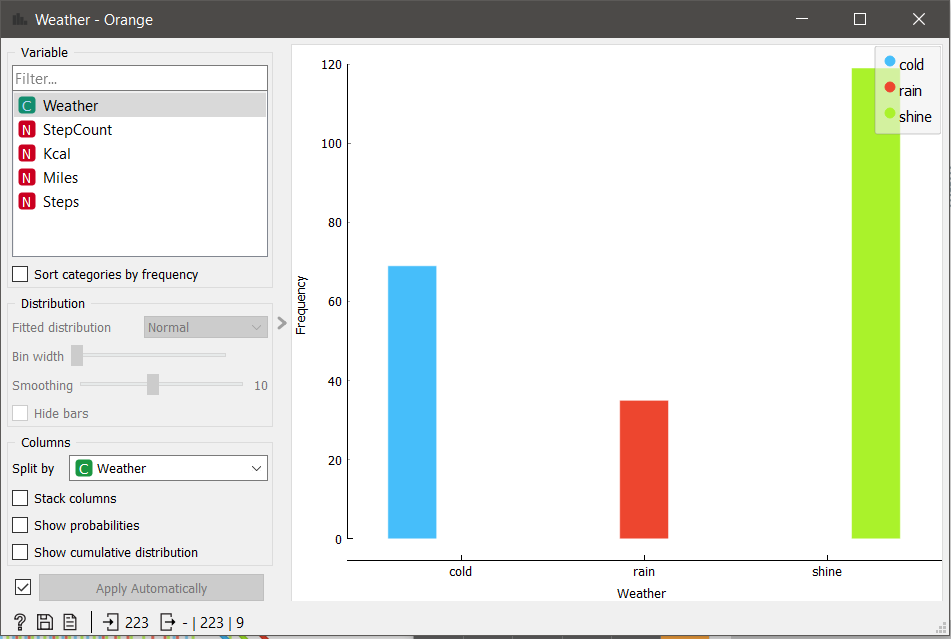 Weather - Orange
Variable
Filter...
C Weather
N StepCount
N Kcal
N Miles
N Steps
Sort categories by frequency
Distribution
Fitted distribution Normal
Bin width
Smoothing 10
Hide bars
Columns
Split by C Weather
Stack columns
Show probabilities
Show cumulative distribution
Apply Automatically
? 223 - | 223 | 9
120
100
80
60
40
20
0
Frequency
cold rain shine
Weather
cold
rain
shine